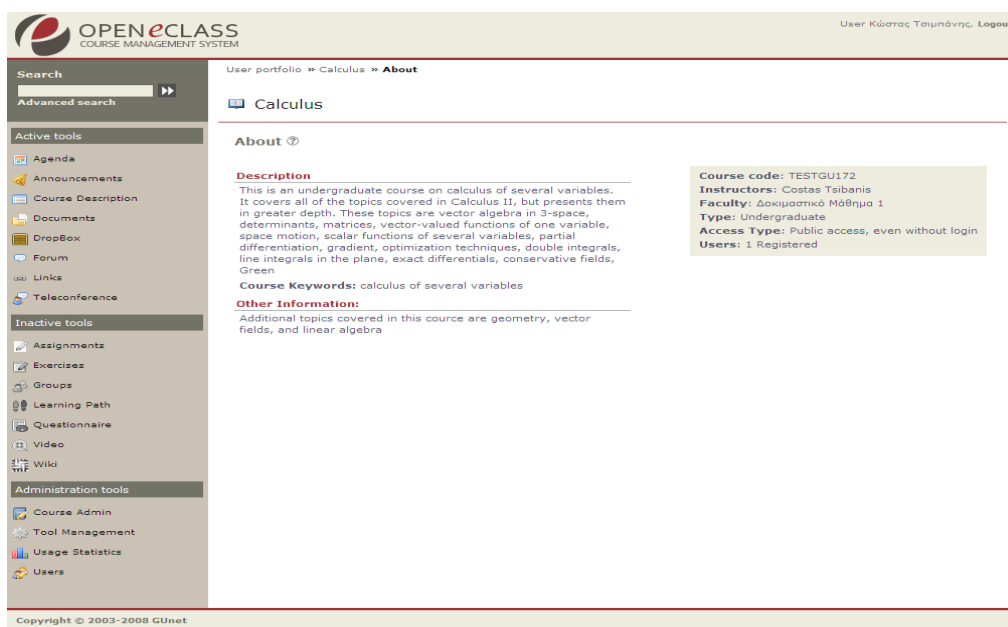 OPEN eCLASS
COURSE MANAGEMENT SYSTEM
User Κώστας Τσιμπάνης, Logou
Search
Advanced search
Active tools
Agenda
Announcements
Course Description
Documents
DropBox
Forum
Links
Teleconference
Inactive tools
Assignments
Exercises
Groups
Learning Path
Questionnaire
Video
Wiki
Administration tools
Course Admin
Tool Management
Usage Statistics
Users
User portfolio » Calculus » About
Calculus
About
Description
This is an undergraduate course on calculus of several variables.
It covers all of the topics covered in Calculus II, but presents them
in greater depth. These topics are vector algebra in 3-space,
determinants, matrices, vector-valued functions of one variable,
space motion, scalar functions of several variables, partial
differentiation, gradient, optimization techniques, double integrals,
line integrals in the plane, exact differentials, conservative fields,
Green
Course Keywords: calculus of several variables
Other Information:
Additional topics covered in this cource are geometry, vector
fields, and linear algebra
Course code: TESTGU172
Instructors: Costas Tsibanis
Faculty: Δοκιμαστικό Μάθημα 1
Type: Undergraduate
Access Type: Public access, even without login
Users: 1 Registered
Copyright © 2003-2008 GUnet